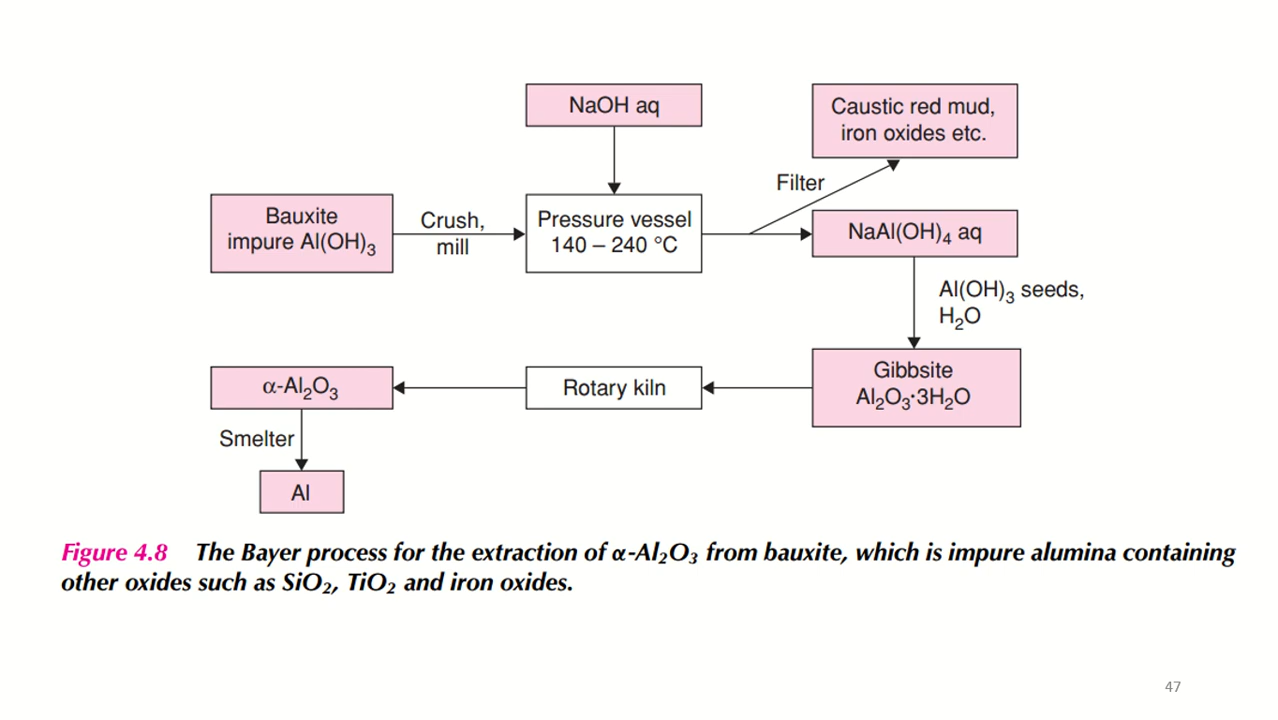 NaOH aq
Caustic red mud,
iron oxides etc.
Filter
Bauxite
impure Al(OH)₃
Crush,
mill
Pressure vessel
140 – 240 °C
NaAl(OH)₄ aq
Al(OH)₃ seeds,
H₂O
Gibbsite
Al₂O₃·3H₂O
Rotary kiln
α-Al₂O₃
Smelter
Al
Figure 4.8 The Bayer process for the extraction of α-Al₂O₃ from bauxite, which is impure alumina containing
other oxides such as SiO₂, TiO₂ and iron oxides.
47